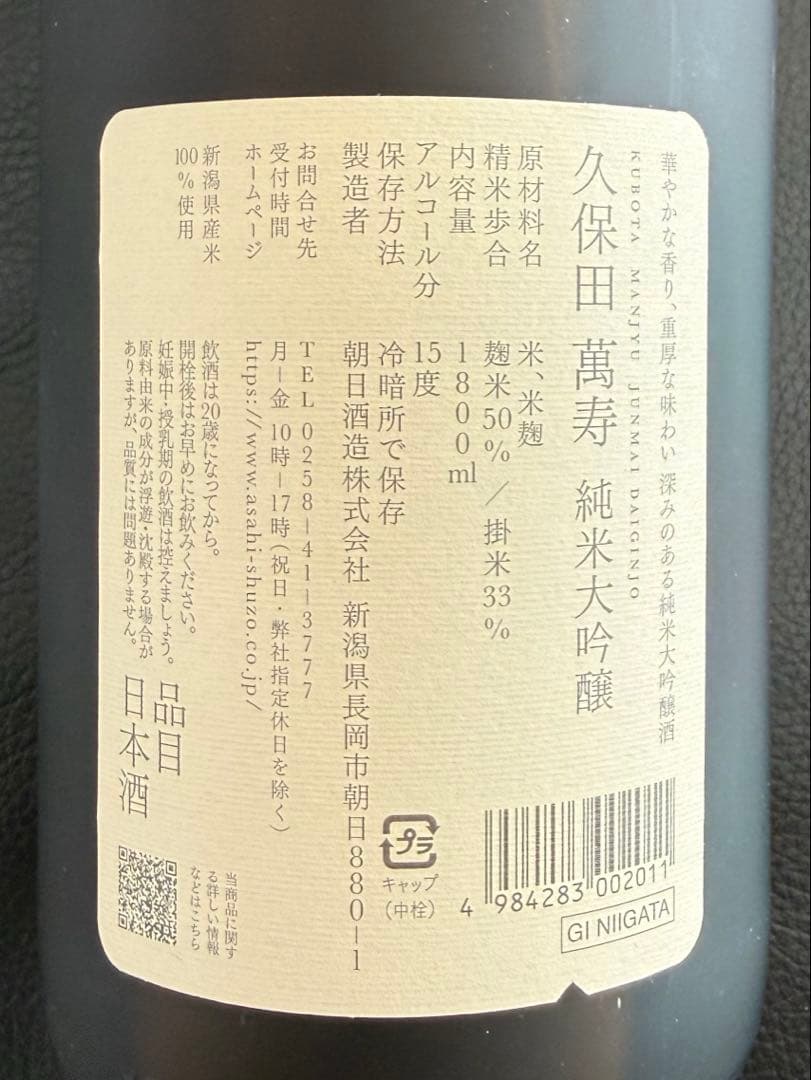 華やかな香り、重厚な味わい 深みのある純米大吟醸酒
KUBOTA MANJYU JUNMAI DAIGINJO
久保田 萬寿 純米大吟醸
原材料名 米、米麹
精米歩合 麹米50% / 掛米33%
内容量 1800ml
アルコール分 15度
保存方法 冷暗所で保存
製造者 朝日酒造株式会社 新潟県長岡市朝日880-1
お問合せ先 TEL 0258-41-3777
受付時間 月-金 10時-17時(祝日・弊社指定休日を除く)
ホームページ https://www.asahi-shuzo.co.jp/
新潟県産米
100%使用
飲酒は20歳になってから。
開栓後はお早めにお飲みください。
妊娠中・授乳期の飲酒は控えましょう。
原料由来の成分が浮遊・沈殿する場合が
ありますが、品質には問題ありません。
品目
日本酒
プラ
キャップ
(中栓)
4 984283 002011
GI NIIGATA
当商品に関す
る詳しい情報
などはこちら